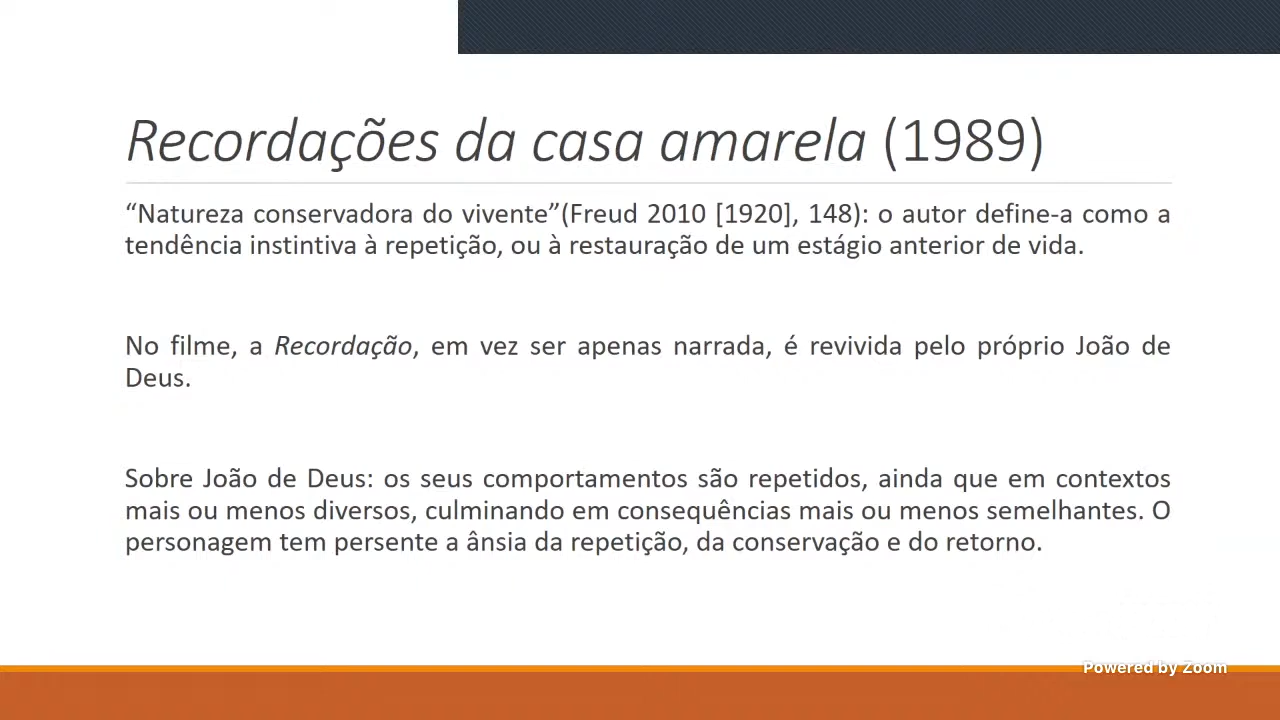 Recordações da casa amarela (1989)
“Natureza conservadora do vivente”(Freud 2010 [1920], 148): o autor define-a como a
tendência instintiva à repetição, ou à restauração de um estágio anterior de vida.
No filme, a Recordação, em vez ser apenas narrada, é revivida pelo próprio João de
Deus.
Sobre João de Deus: os seus comportamentos são repetidos, ainda que em contextos
mais ou menos diversos, culminando em consequências mais ou menos semelhantes. O
personagem tem persente a ânsia da repetição, da conservação e do retorno.
Powered by Zoom